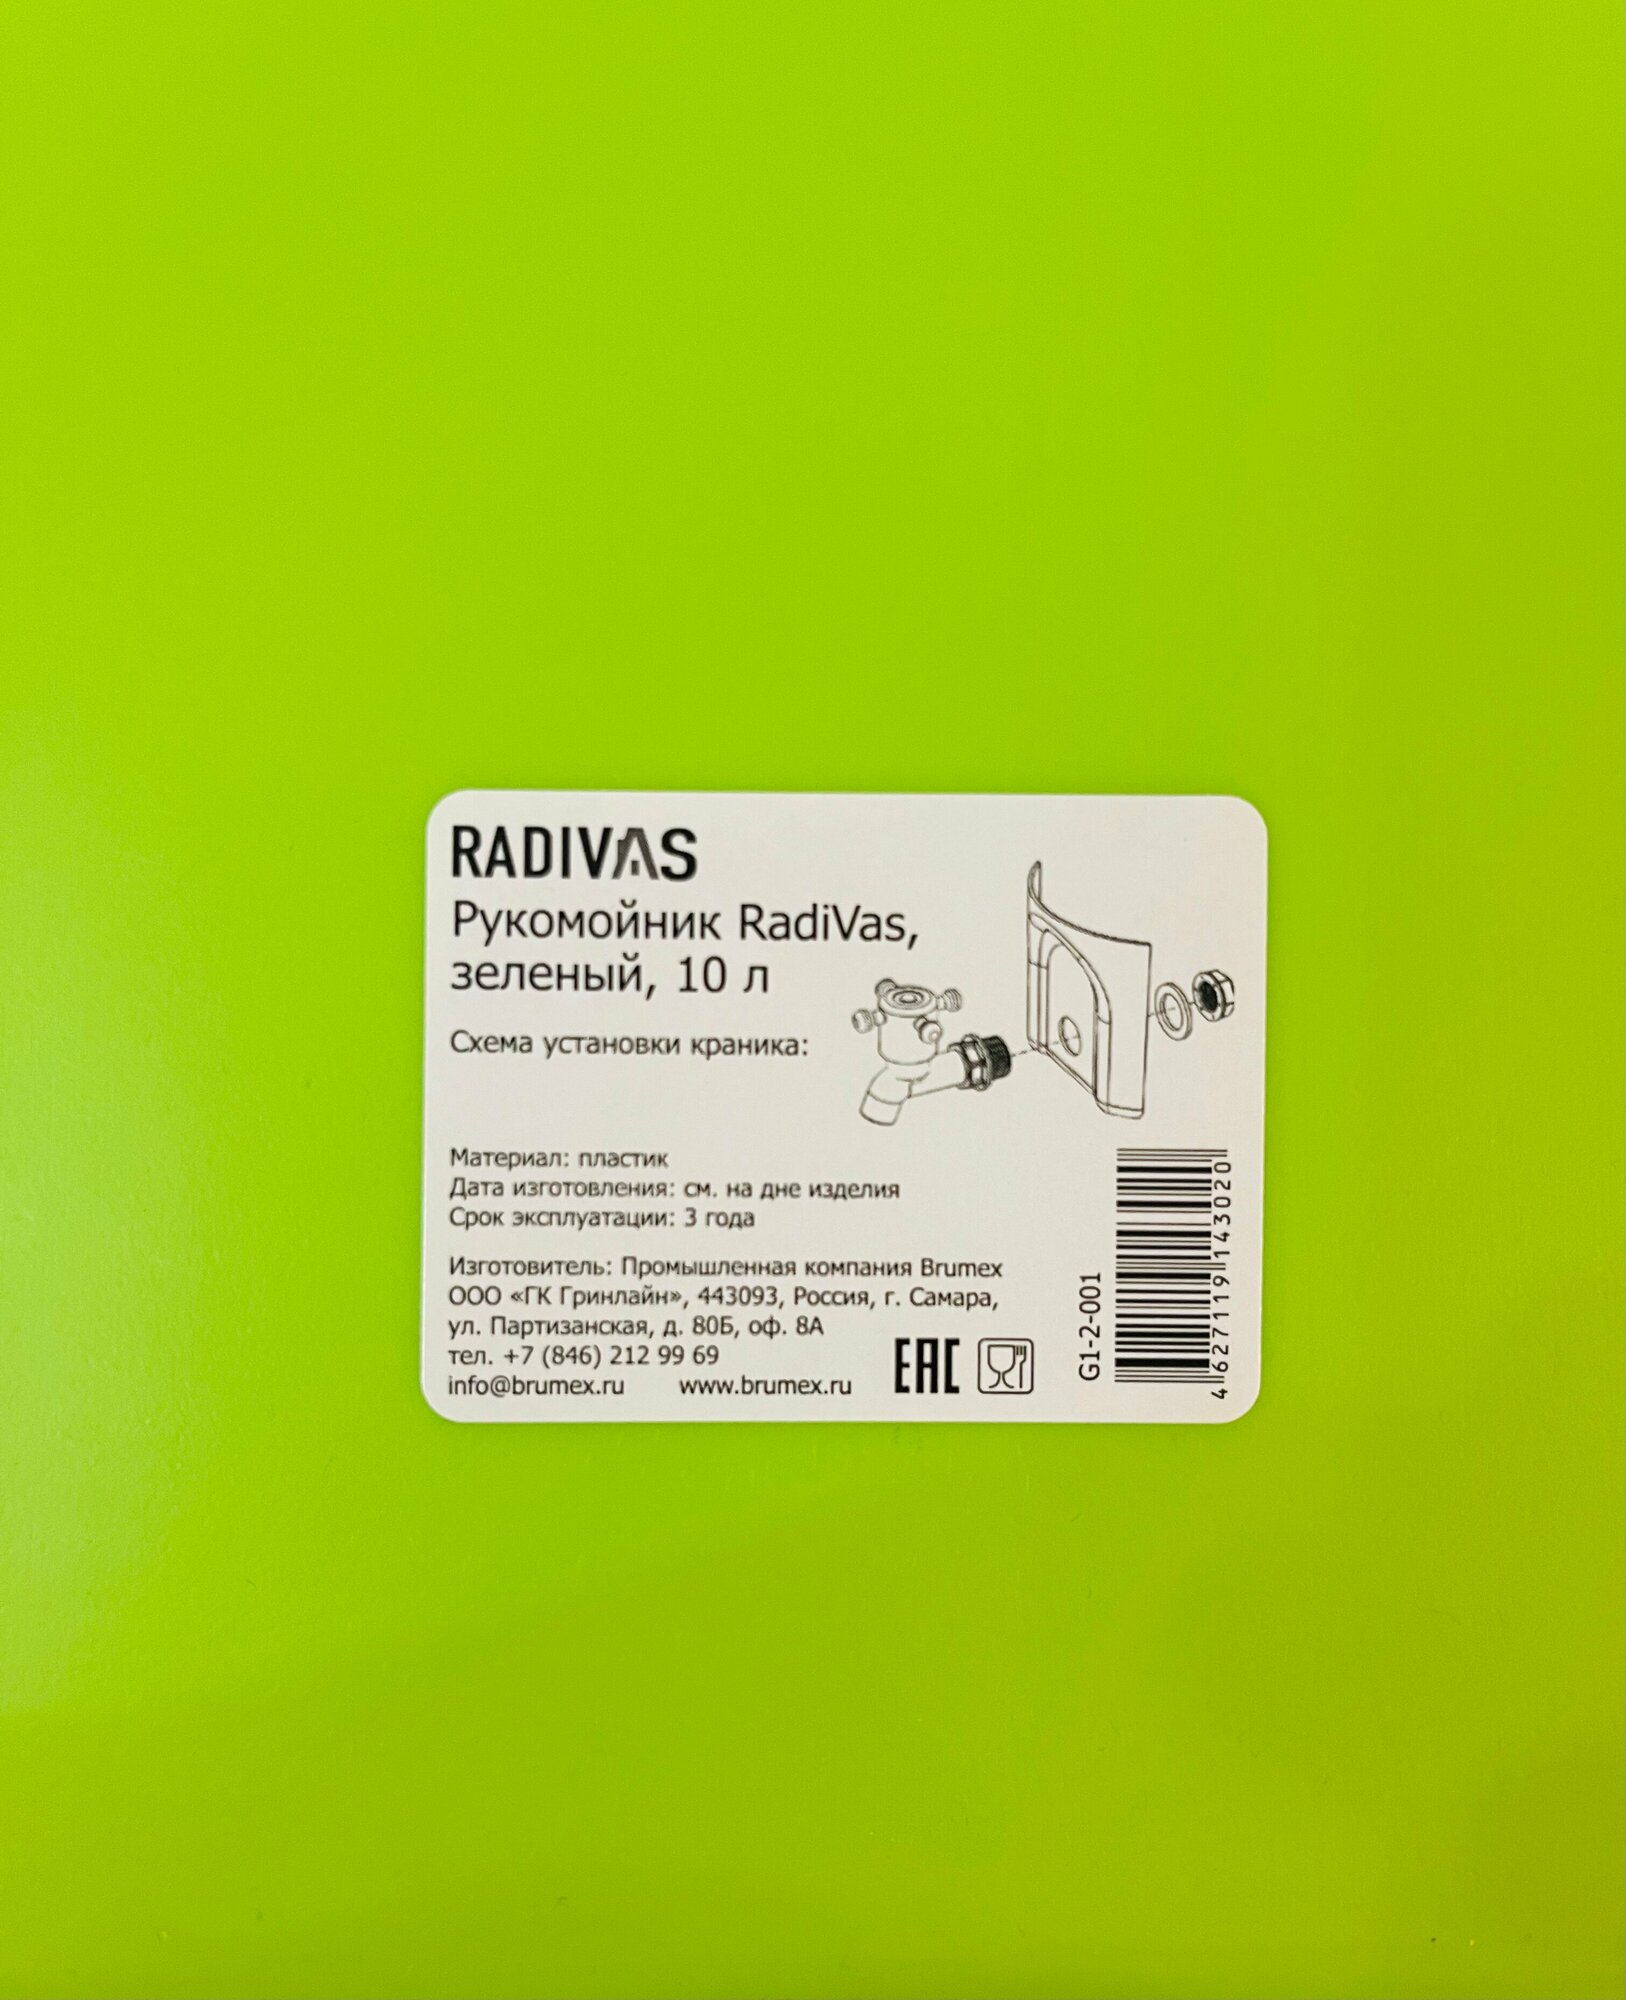 RADIVAS
Рукомойник RadiVas,
зеленый, 10 л
Схема установки краника:
Материал: пластик
Дата изготовления: см. на дне изделия
Срок эксплуатации: 3 года
Изготовитель: Промышленная компания Brumex
ООО «ГК Гринлайн», 443093, Россия, г. Самара,
ул. Партизанская, д. 80Б, оф. 8А
тел. +7 (846) 212 99 69
info@brumex.ru www.brumex.ru
EAC
G1-2-001
4 627119 143020